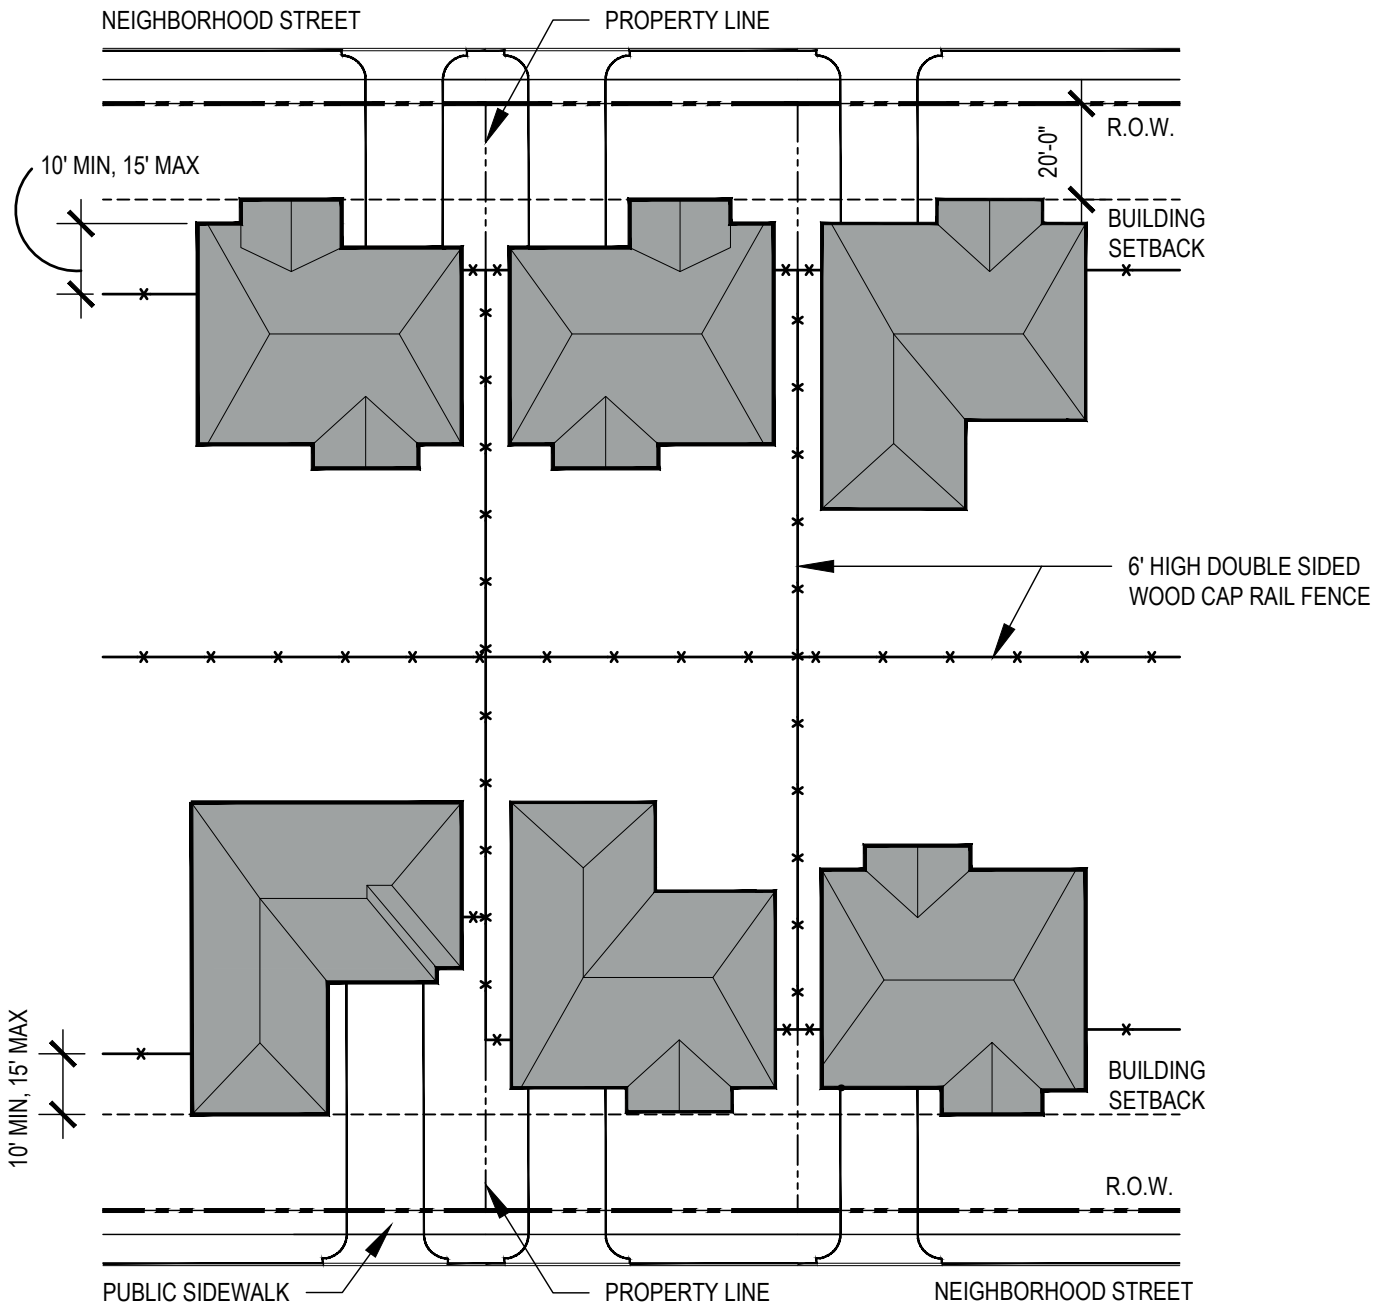 NEIGHBORHOOD STREET
PROPERTY LINE
R.O.W.
20'-0"
10' MIN, 15' MAX
BUILDING
SETBACK
6' HIGH DOUBLE SIDED
WOOD CAP RAIL FENCE
10' MIN, 15' MAX
BUILDING
SETBACK
R.O.W.
PUBLIC SIDEWALK
PROPERTY LINE
NEIGHBORHOOD STREET